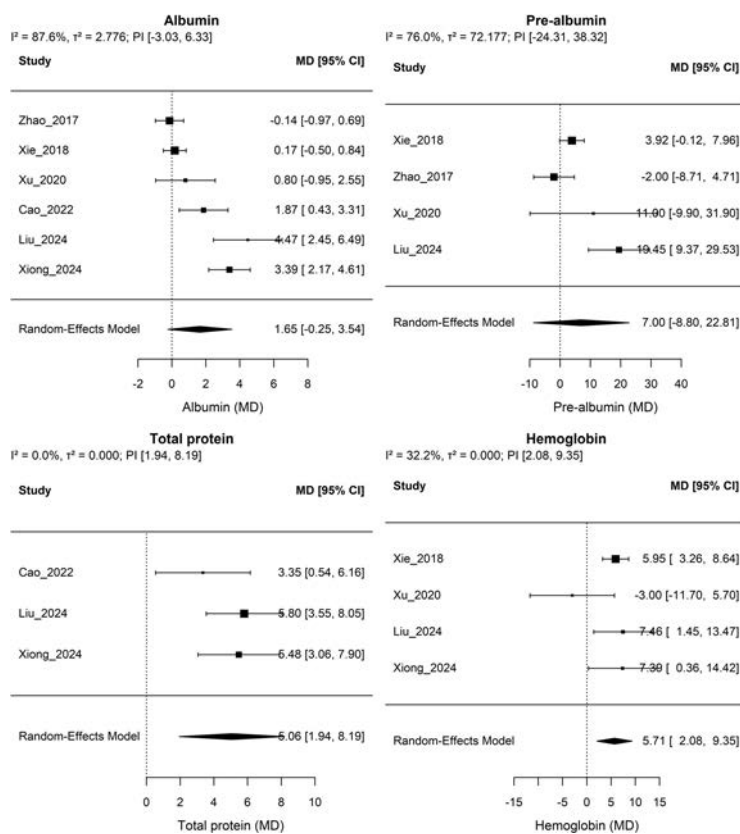 Albumin
I² = 87.6%, τ² = 2.776; PI [-3.03, 6.33]
Study MD [95% CI]
Zhao_2017 -0.14 [-0.97, 0.69]
Xie_2018 0.17 [-0.50, 0.84]
Xu_2020 0.80 [-0.95, 2.55]
Cao_2022 1.87 [0.43, 3.31]
Liu_2024 4.47 [2.45, 6.49]
Xiong_2024 3.39 [2.17, 4.61]
Random-Effects Model 1.65 [-0.25, 3.54]
-2 0 2 4 6 8
Albumin (MD)
Pre-albumin
I² = 76.0%, τ² = 72.177; PI [-24.31, 38.32]
Study MD [95% CI]
Xie_2018 3.92 [-0.12, 7.96]
Zhao_2017 -2.00 [-8.71, 4.71]
Xu_2020 11.00 [-9.90, 31.90]
Liu_2024 19.45 [9.37, 29.53]
Random-Effects Model 7.00 [-8.80, 22.81]
-10 0 10 20 30 40
Pre-albumin (MD)
Total protein
I² = 0.0%, τ² = 0.000; PI [1.94, 8.19]
Study MD [95% CI]
Cao_2022 3.35 [0.54, 6.16]
Liu_2024 5.80 [3.55, 8.05]
Xiong_2024 5.48 [3.06, 7.90]
Random-Effects Model 5.06 [1.94, 8.19]
0 2 4 6 8 10
Total protein (MD)
Hemoglobin
I² = 32.2%, τ² = 0.000; PI [2.08, 9.35]
Study MD [95% CI]
Xie_2018 5.95 [ 3.26, 8.64]
Xu_2020 -3.00 [-11.70, 5.70]
Liu_2024 7.46 [ 1.45, 13.47]
Xiong_2024 7.39 [ 0.36, 14.42]
Random-Effects Model 5.71 [ 2.08, 9.35]
-15 -5 0 5 10 15
Hemoglobin (MD)